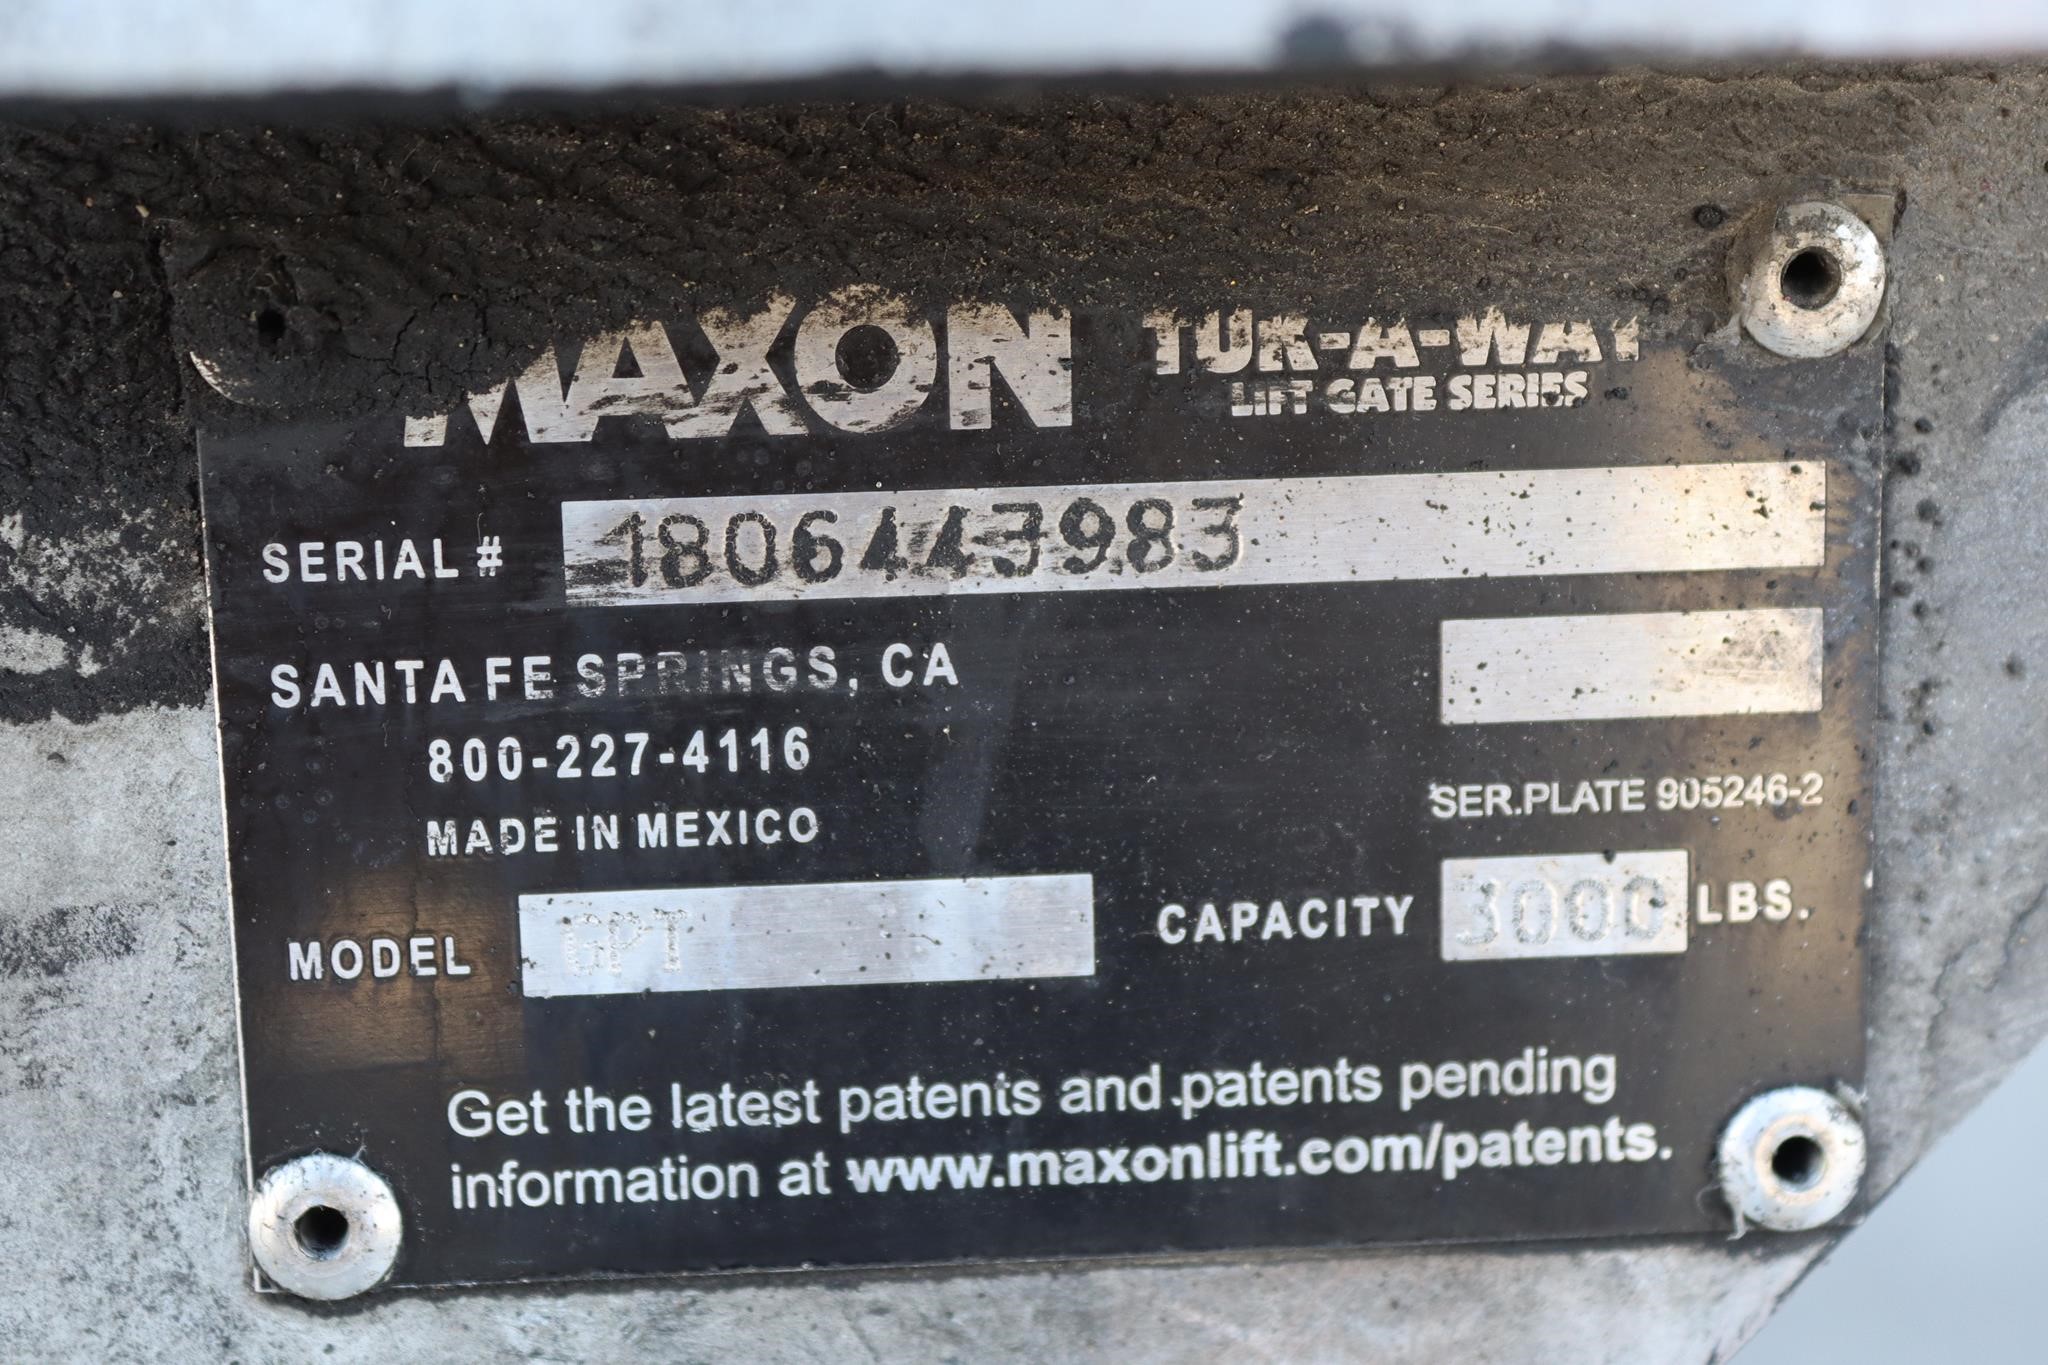 MAXON TUK-A-WAY
LIFT GATE SERIES
SERIAL # 1806443983
SANTA FE SPRINGS, CA
800-227-4116
MADE IN MEXICO
SER.PLATE 905246-2
MODEL GPT
CAPACITY 3000 LBS.
Get the latest patents and patents pending
information at www.maxonlift.com/patents.